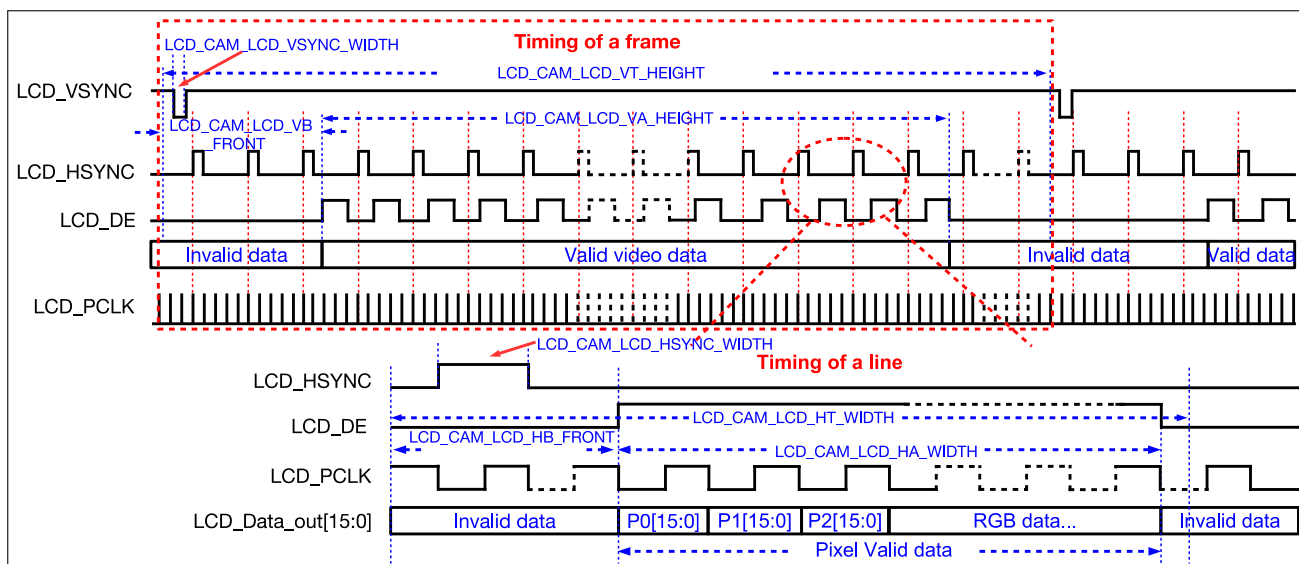 LCD_CAM_LCD_VSYNC_WIDTH
Timing of a frame
LCD_CAM_LCD_VT_HEIGHT
LCD_VSYNC
LCD_CAM_LCD_VB
_FRONT
LCD_CAM_LCD_VA_HEIGHT
LCD_HSYNC
LCD_DE
Invalid data
Valid video data
Invalid data
Valid data
LCD_PCLK
LCD_CAM_LCD_HSYNC_WIDTH
Timing of a line
LCD_HSYNC
LCD_DE
LCD_CAM_LCD_HT_WIDTH
LCD_CAM_LCD_HB_FRONT
LCD_CAM_LCD_HA_WIDTH
LCD_PCLK
LCD_Data_out[15:0]
Invalid data
P0[15:0]
P1[15:0]
P2[15:0]
RGB data...
Invalid data
Pixel Valid data